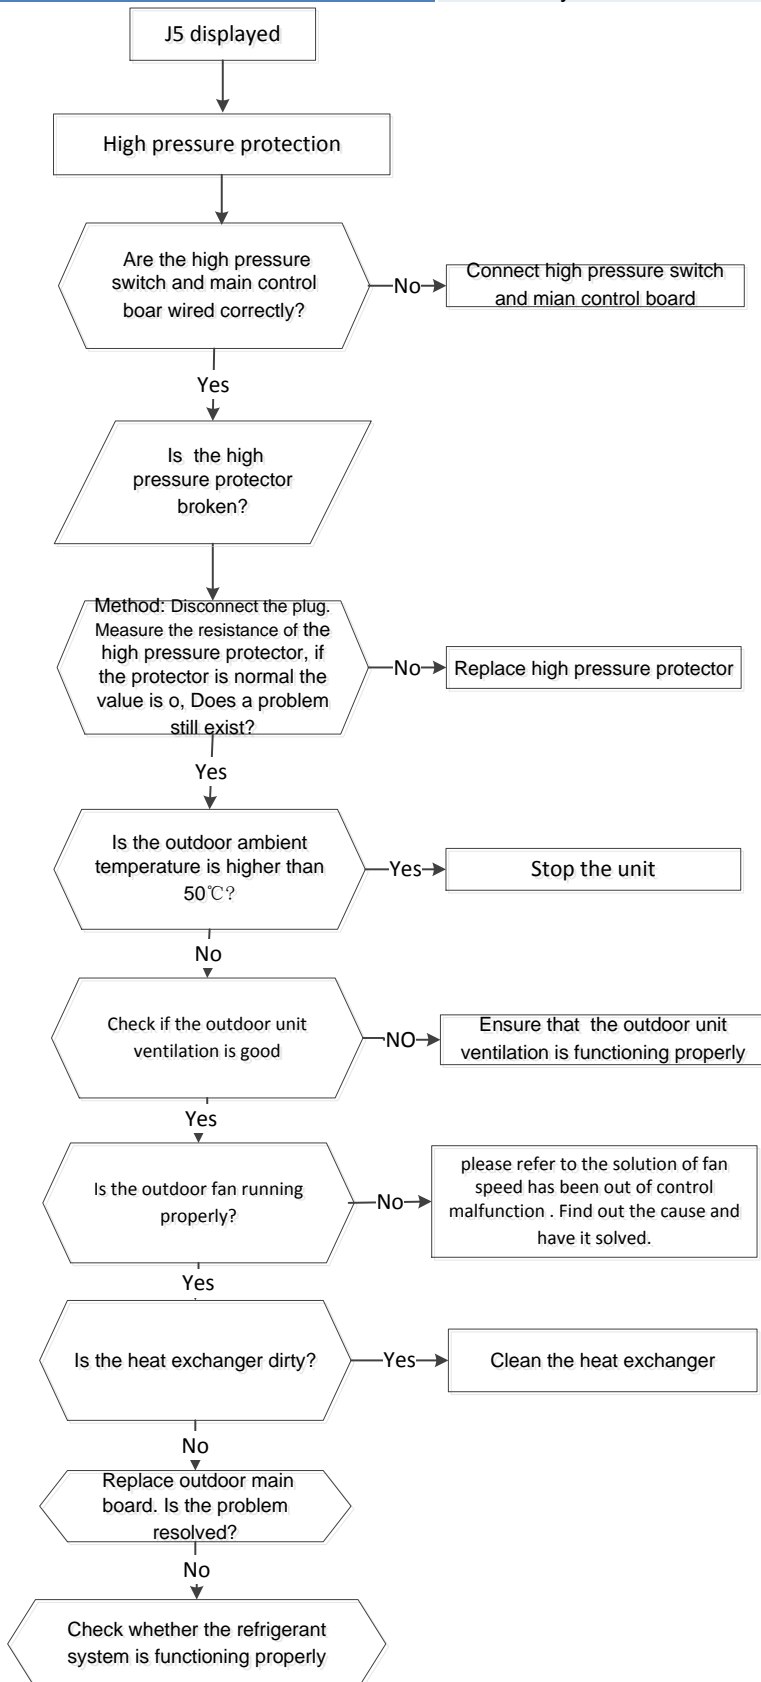 J5 displayed
High pressure protection
Are the high pressure
switch and main control
boar wired correctly?
No
Connect high pressure switch
and mian control board
Yes
Is the high
pressure protector
broken?
Method: Disconnect the plug.
Measure the resistance of the
high pressure protector, if
the protector is normal the
value is o, Does a problem
still exist?
No
Replace high pressure protector
Yes
Is the outdoor ambient
temperature is higher than
50℃?
Yes
Stop the unit
No
Check if the outdoor unit
ventilation is good
NO
Ensure that the outdoor unit
ventilation is functioning properly
Yes
Is the outdoor fan running
properly?
No
please refer to the solution of fan
speed has been out of control
malfunction . Find out the cause and
have it solved.
Yes
Is the heat exchanger dirty?
Yes
Clean the heat exchanger
No
Replace outdoor main
board. Is the problem
resolved?
No
Check whether the refrigerant
system is functioning properly